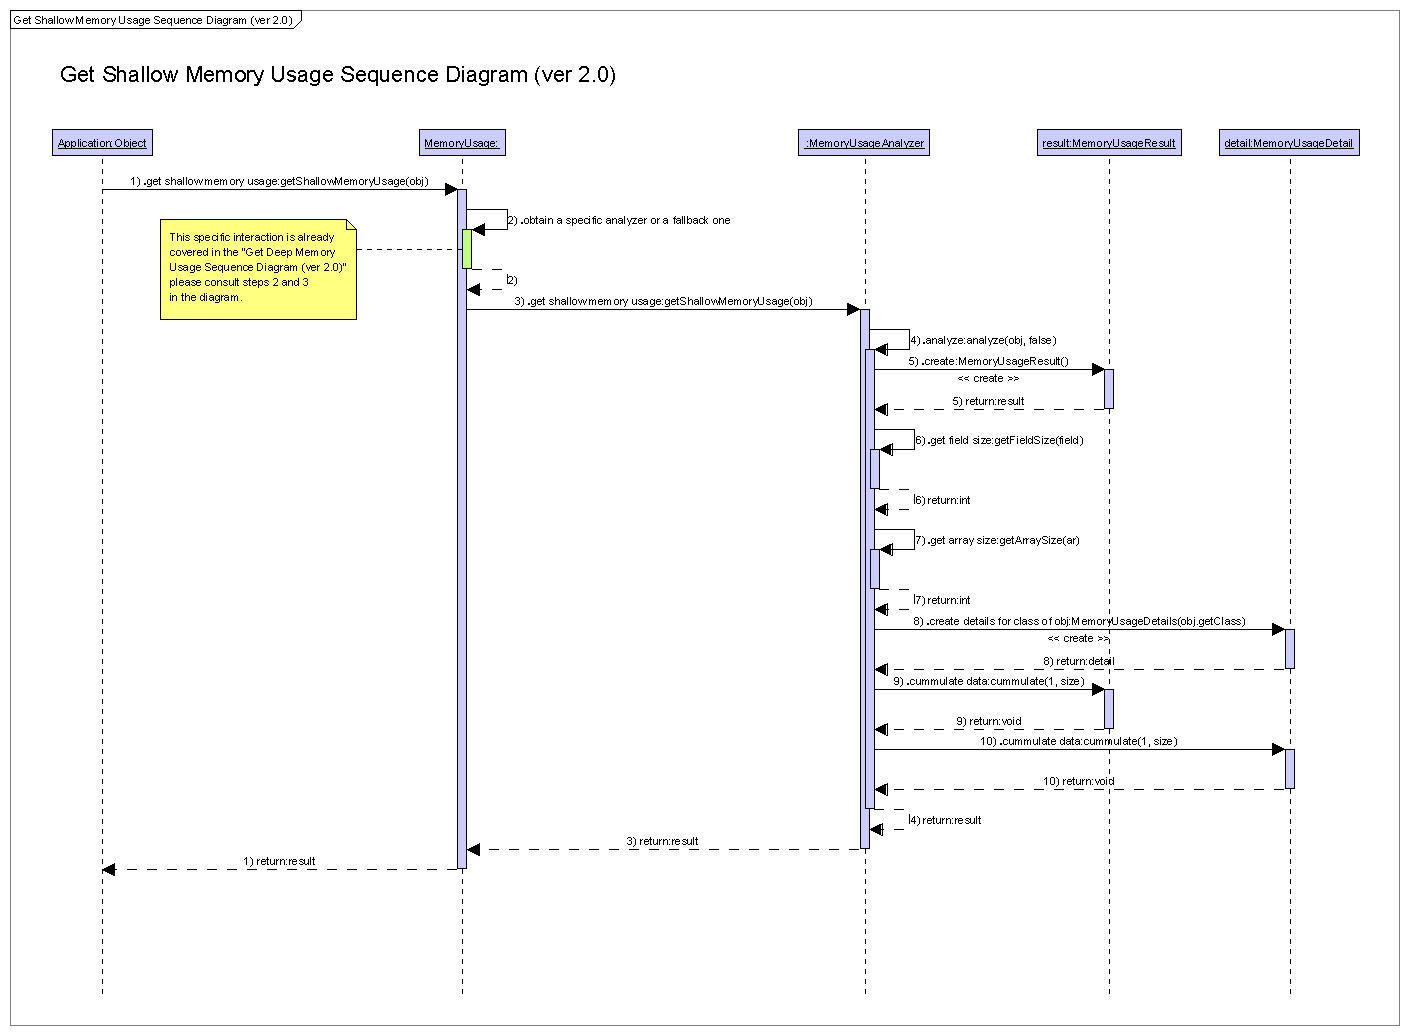 Get Shallow Memory Usage Sequence Diagram (ver 2.0)
Get Shallow Memory Usage Sequence Diagram (ver 2.0)
Application:Object
MemoryUsage:
:MemoryUsageAnalyzer
result:MemoryUsageResult
detail:MemoryUsageDetail
1) .get shallow memory usage:getShallowMemoryUsage(obj)
2) .obtain a specific analyzer or a fallback one
This specific interaction is already
covered in the "Get Deep Memory
Usage Sequence Diagram (ver 2.0)"
please consult steps 2 and 3
in the diagram.
2)
3) .get shallow memory usage:getShallowMemoryUsage(obj)
4) .analyze:analyze(obj, false)
5) .create:MemoryUsageResult()
<< create >>
5) return:result
6) .get field size:getFieldSize(field)
6) return:int
7) .get array size:getArraySize(ar)
7) return:int
8) .create details for class of obj:MemoryUsageDetails(obj.getClass)
<< create >>
8) return:detail
9) .cummulate data:cummulate(1, size)
9) return:void
10) .cummulate data:cummulate(1, size)
10) return:void
4) return:result
3) return:result
1) return:result